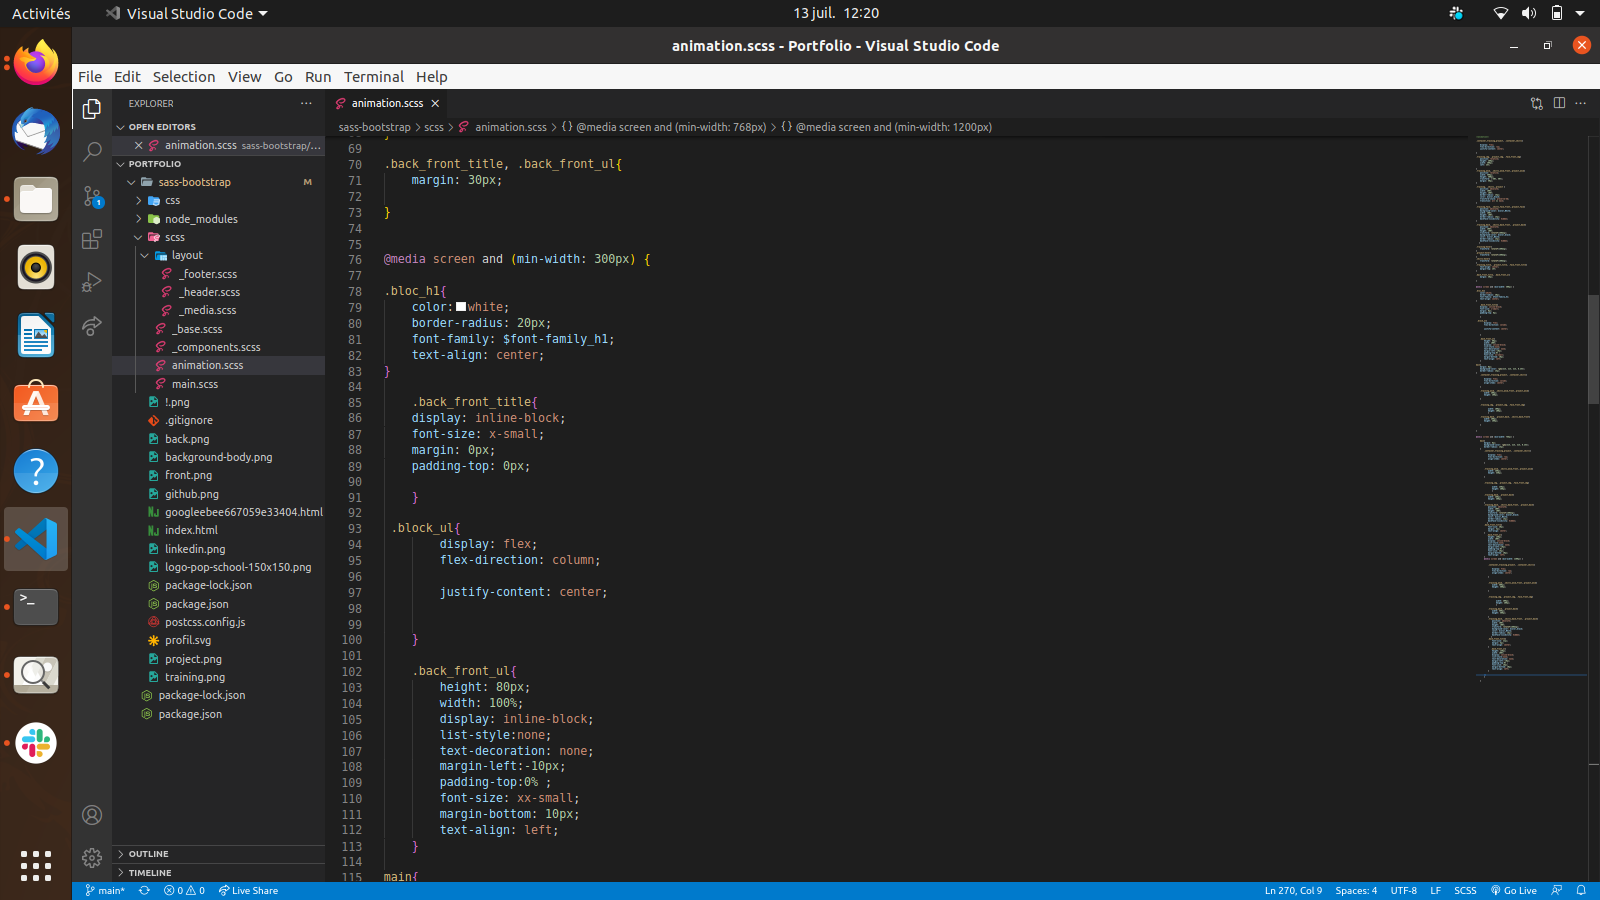 Activités
Visual Studio Code
13 juil. 12:20
animation.scss - Portfolio - Visual Studio Code
File Edit Selection View Go Run Terminal Help
EXPLORER
OPEN EDITORS
animation.scss sass-bootstrap/...
PORTFOLIO
sass-bootstrap M
css
node_modules
scss
layout
_footer.scss
_header.scss
_media.scss
_base.scss
_components.scss
animation.scss
main.scss
!.png
.gitignore
back.png
background-body.png
front.png
github.png
googleebee667059e33404.html
index.html
linkedin.png
logo-pop-school-150x150.png
package-lock.json
package.json
postcss.config.js
profil.svg
project.png
training.png
package-lock.json
package.json
OUTLINE
TIMELINE
1
animation.scss
sass-bootstrap > scss > animation.scss > {} @media screen and (min-width: 768px) > {} @media screen and (min-width: 1200px)
69
70 .back_front_title, .back_front_ul{
71 margin: 30px;
72
73 }
74
75
76 @media screen and (min-width: 300px) {
77
78 .bloc_h1{
79 color: white;
80 border-radius: 20px;
81 font-family: $font-family_h1;
82 text-align: center;
83 }
84
85 .back_front_title{
86 display: inline-block;
87 font-size: x-small;
88 margin: 0px;
89 padding-top: 0px;
90
91 }
92
93 .block_ul{
94 display: flex;
95 flex-direction: column;
96
97 justify-content: center;
98
99
100 }
101
102 .back_front_ul{
103 height: 80px;
104 width: 100%;
105 display: inline-block;
106 list-style:none;
107 text-decoration: none;
108 margin-left:-10px;
109 padding-top:0% ;
110 font-size: xx-small;
111 margin-bottom: 10px;
112 text-align: left;
113 }
114
115 main{
main* 0 0 Live Share
Ln 270, Col 9 Spaces: 4 UTF-8 LF SCSS Go Live